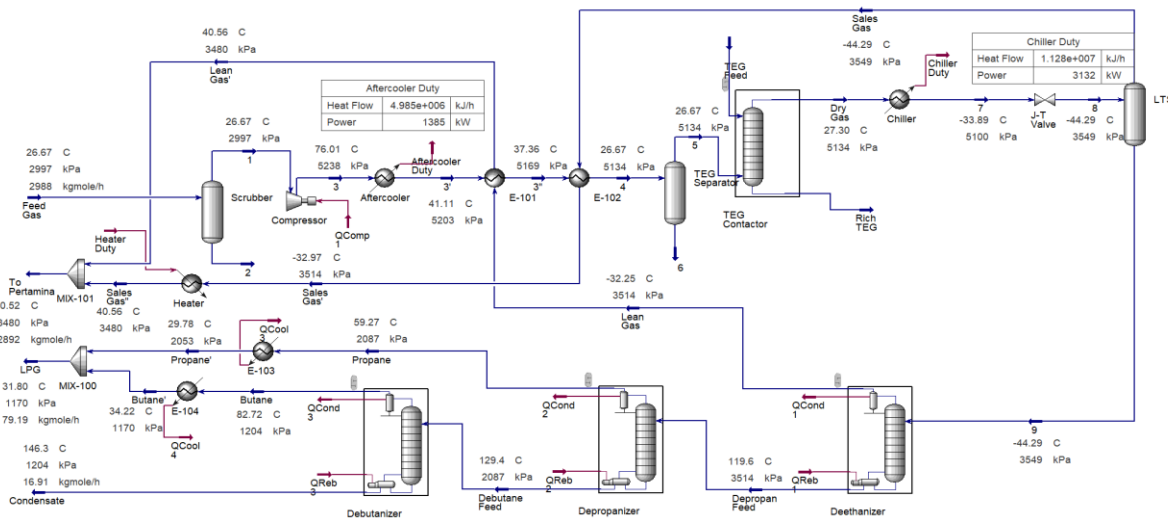 40.56 C
3480 kPa
Lean
Gas'
Sales
Gas
-44.29 C
3549 kPa
Chiller
Duty
Chiller Duty
Heat Flow 1.128e+007 kJ/h
Power 3132 kW
TEG
Feed
Aftercooler Duty
Heat Flow 4.985e+006 kJ/h
Power 1385 kW
26.67 C
2997 kPa
1
26.67 C
2997 kPa
2988 kgmole/h
Feed
Gas
Scrubber
2
76.01 C
5238 kPa
3
Compressor
QComp
1
Aftercooler
Aftercooler
Duty
3'
41.11 C
5203 kPa
37.36 C
5169 kPa
E-101
3"
26.67 C
5134 kPa
E-102
4
26.67 C
5134 kPa
5
TEG
Separator
6
TEG
Contactor
Dry
Gas
27.30 C
5134 kPa
Chiller
7
-33.89 C
5100 kPa
J-T
Valve
8
-44.29 C
3549 kPa
Rich
TEG
Heater
Duty
To
Pertamina
MIX-101
Sales
Gas"
40.56 C
3480 kPa
Heater
-32.97 C
3514 kPa
Sales
Gas'
-32.25 C
3514 kPa
Lean
Gas
2892 kgmole/h
29.78 C
2053 kPa
Propane'
QCool
3
E-103
59.27 C
2087 kPa
Propane
LPG
MIX-100
31.80 C
1170 kPa
79.19 kgmole/h
Butane'
34.22 C
1170 kPa
E-104
QCool
4
Butane
82.72 C
1204 kPa
QCond
3
QReb
3
Debutanizer
146.3 C
1204 kPa
16.91 kgmole/h
Condensate
129.4 C
2087 kPa
Debutane
Feed
QCond
2
QReb
2
Depropanizer
119.6 C
3514 kPa
Depropan
Feed
QCond
1
QReb
1
Deethanizer
9
-44.29 C
3549 kPa